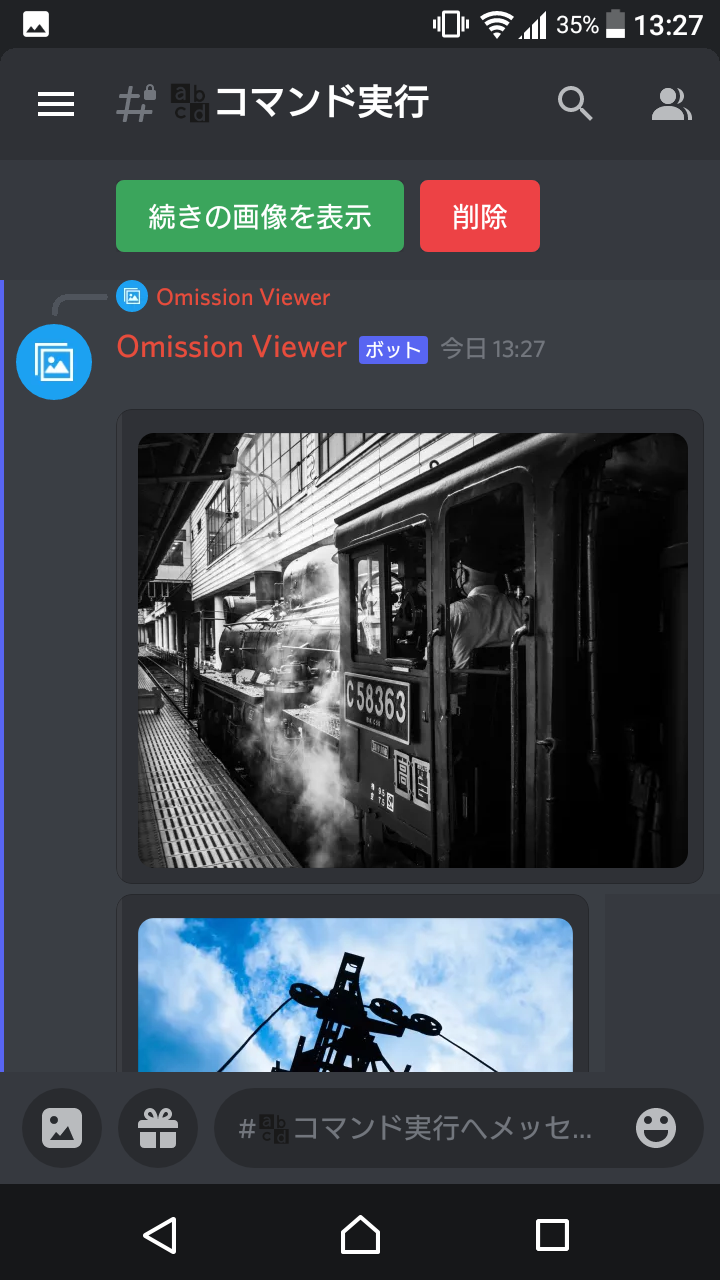 35% 13:27
# abcd コマンド実行
続きの画像を表示 削除
Omission Viewer
Omission Viewer ボット 今日 13:27
C58363
# abcd コマンド実行へメッセ...